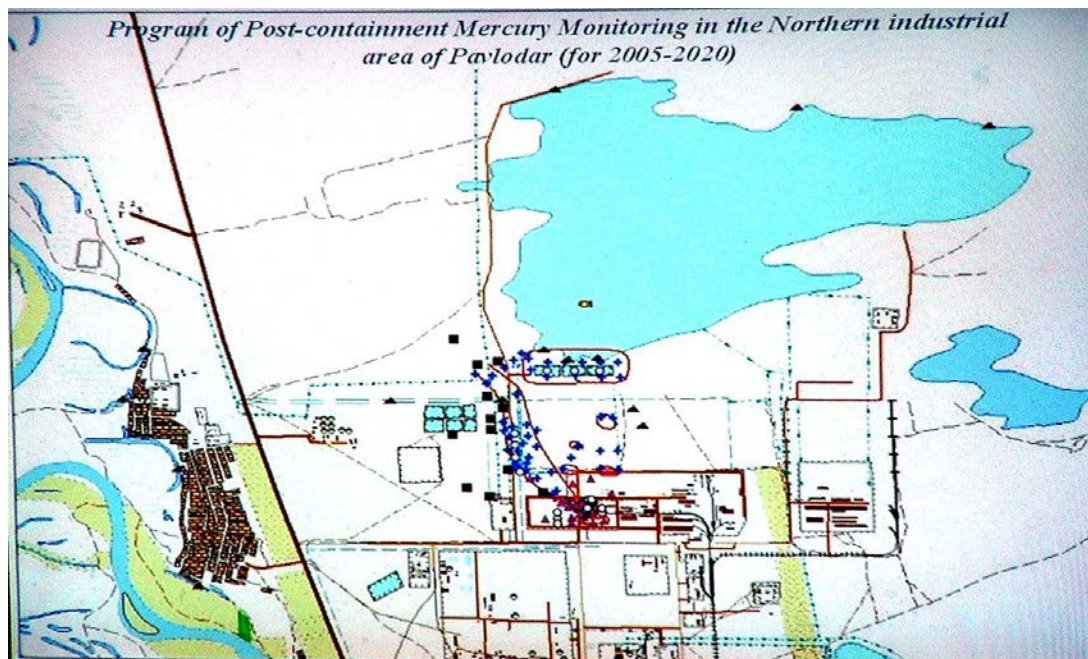 Program of Post-containment Mercury Monitoring in the Northern industrial
area of Pavlodar (for 2005-2020)